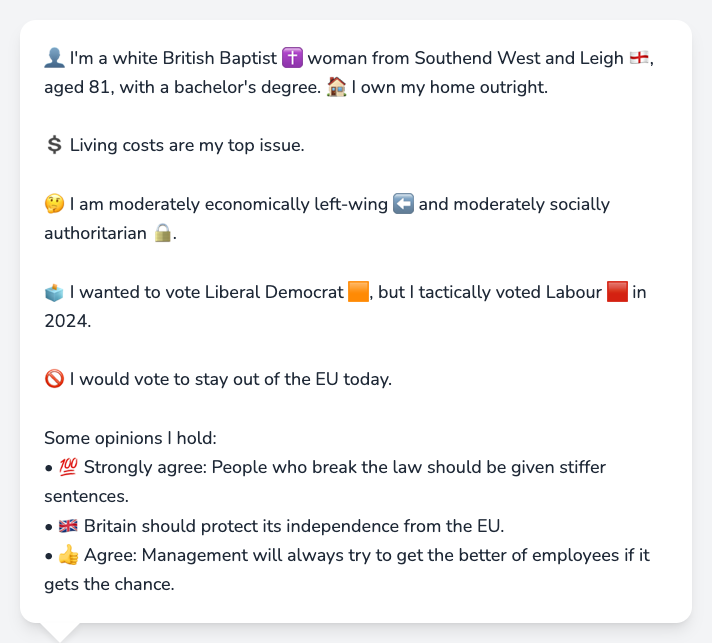 👤 I'm a white British Baptist ✝️ woman from Southend West and Leigh 🏴󠁧󠁢󠁥󠁮󠁧󠁿,
aged 81, with a bachelor's degree. 🏠 I own my home outright.
💲 Living costs are my top issue.
🤔 I am moderately economically left-wing ⬅️ and moderately socially
authoritarian 🔒.
🗳️ I wanted to vote Liberal Democrat 🟧, but I tactically voted Labour 🟥 in
2024.
🚫 I would vote to stay out of the EU today.
Some opinions I hold:
• 💯 Strongly agree: People who break the law should be given stiffer
sentences.
• 🇬🇧 Britain should protect its independence from the EU.
• 👍 Agree: Management will always try to get the better of employees if it
gets the chance.